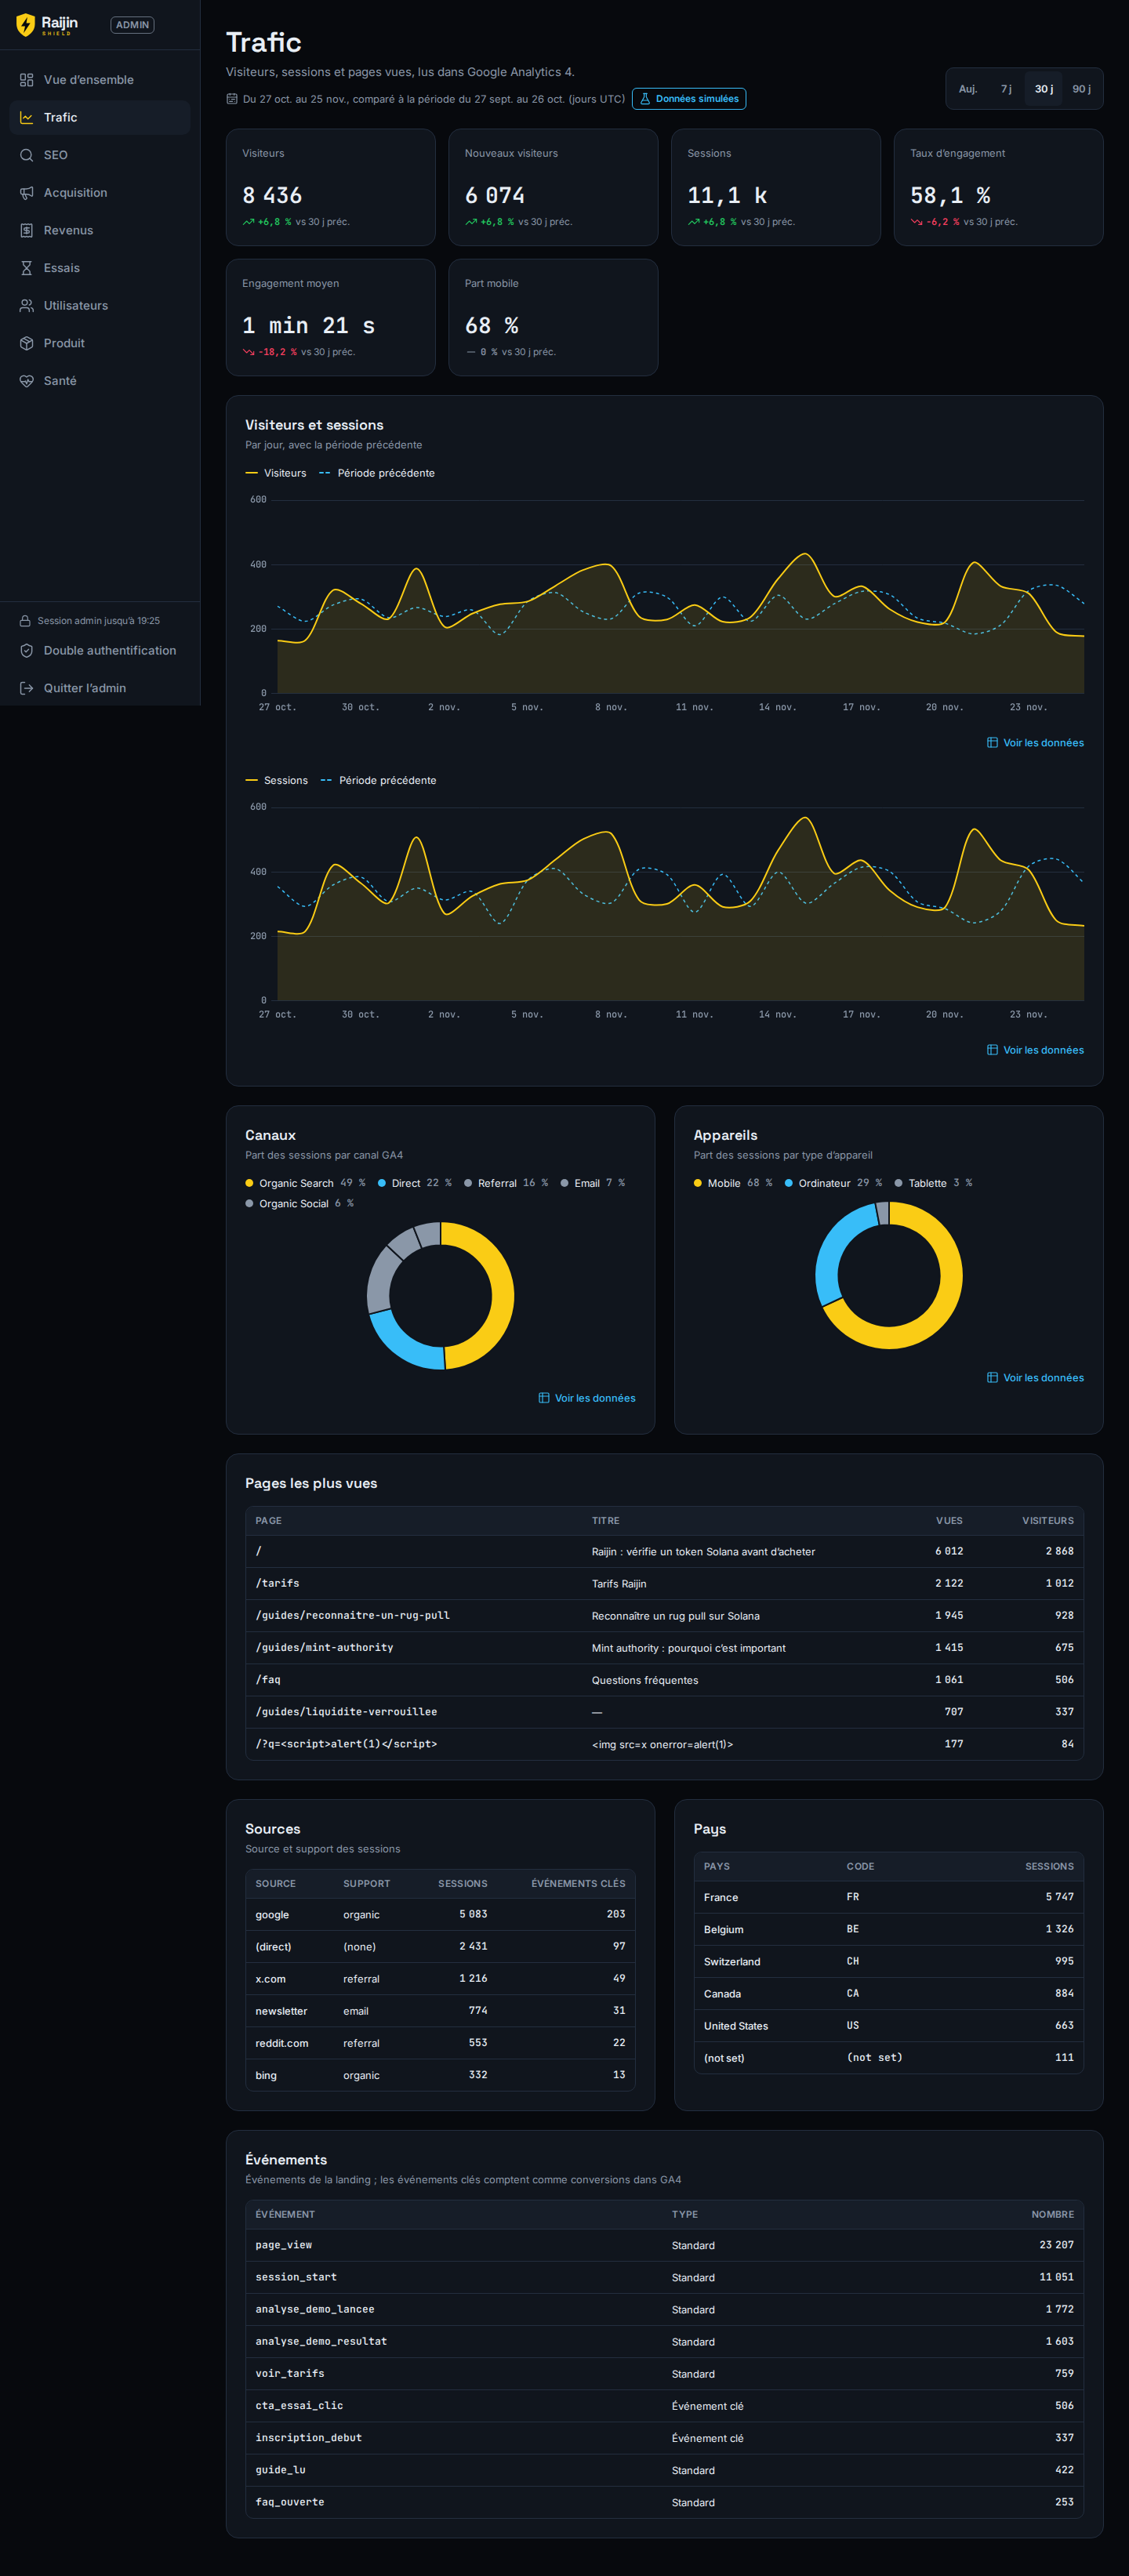 Raijin
SHIELD
ADMIN
Vue d’ensemble
Trafic
SEO
Acquisition
Revenus
Essais
Utilisateurs
Produit
Santé
Session admin jusqu’à 19:25
Double authentification
Quitter l’admin
Trafic
Visiteurs, sessions et pages vues, lus dans Google Analytics 4.
Du 27 oct. au 25 nov., comparé à la période du 27 sept. au 26 oct. (jours UTC)
Données simulées
Auj. 7 j 30 j 90 j
Visiteurs
8 436
+6,8 % vs 30 j préc.
Nouveaux visiteurs
6 074
+6,8 % vs 30 j préc.
Sessions
11,1 k
+6,8 % vs 30 j préc.
Taux d’engagement
58,1 %
-6,2 % vs 30 j préc.
Engagement moyen
1 min 21 s
-18,2 % vs 30 j préc.
Part mobile
68 %
— 0 % vs 30 j préc.
Visiteurs et sessions
Par jour, avec la période précédente
Visiteurs Période précédente
600
400
200
0
27 oct. 30 oct. 2 nov. 5 nov. 8 nov. 11 nov. 14 nov. 17 nov. 20 nov. 23 nov.
Voir les données
Sessions Période précédente
600
400
200
0
27 oct. 30 oct. 2 nov. 5 nov. 8 nov. 11 nov. 14 nov. 17 nov. 20 nov. 23 nov.
Voir les données
Canaux
Part des sessions par canal GA4
Organic Search 49 % Direct 22 % Referral 16 % Email 7 %
Organic Social 6 %
Voir les données
Appareils
Part des sessions par type d’appareil
Mobile 68 % Ordinateur 29 % Tablette 3 %
Voir les données
Pages les plus vues
PAGE TITRE VUES VISITEURS
/ Raijin : vérifie un token Solana avant d’acheter 6 012 2 868
/tarifs Tarifs Raijin 2 122 1 012
/guides/reconnaitre-un-rug-pull Reconnaître un rug pull sur Solana 1 945 928
/guides/mint-authority Mint authority : pourquoi c’est important 1 415 675
/faq Questions fréquentes 1 061 506
/guides/liquidite-verrouillee — 707 337
/?q=<script>alert(1)</script> <img src=x onerror=alert(1)> 177 84
Sources
Source et support des sessions
SOURCE SUPPORT SESSIONS ÉVÉNEMENTS CLÉS
google organic 5 083 203
(direct) (none) 2 431 97
x.com referral 1 216 49
newsletter email 774 31
reddit.com referral 553 22
bing organic 332 13
Pays
PAYS CODE SESSIONS
France FR 5 747
Belgium BE 1 326
Switzerland CH 995
Canada CA 884
United States US 663
(not set) (not set) 111
Événements
Événements de la landing ; les événements clés comptent comme conversions dans GA4
ÉVÉNEMENT TYPE NOMBRE
page_view Standard 23 207
session_start Standard 11 051
analyse_demo_lancee Standard 1 772
analyse_demo_resultat Standard 1 603
voir_tarifs Standard 759
cta_essai_clic Événement clé 506
inscription_debut Événement clé 337
guide_lu Standard 422
faq_ouverte Standard 253